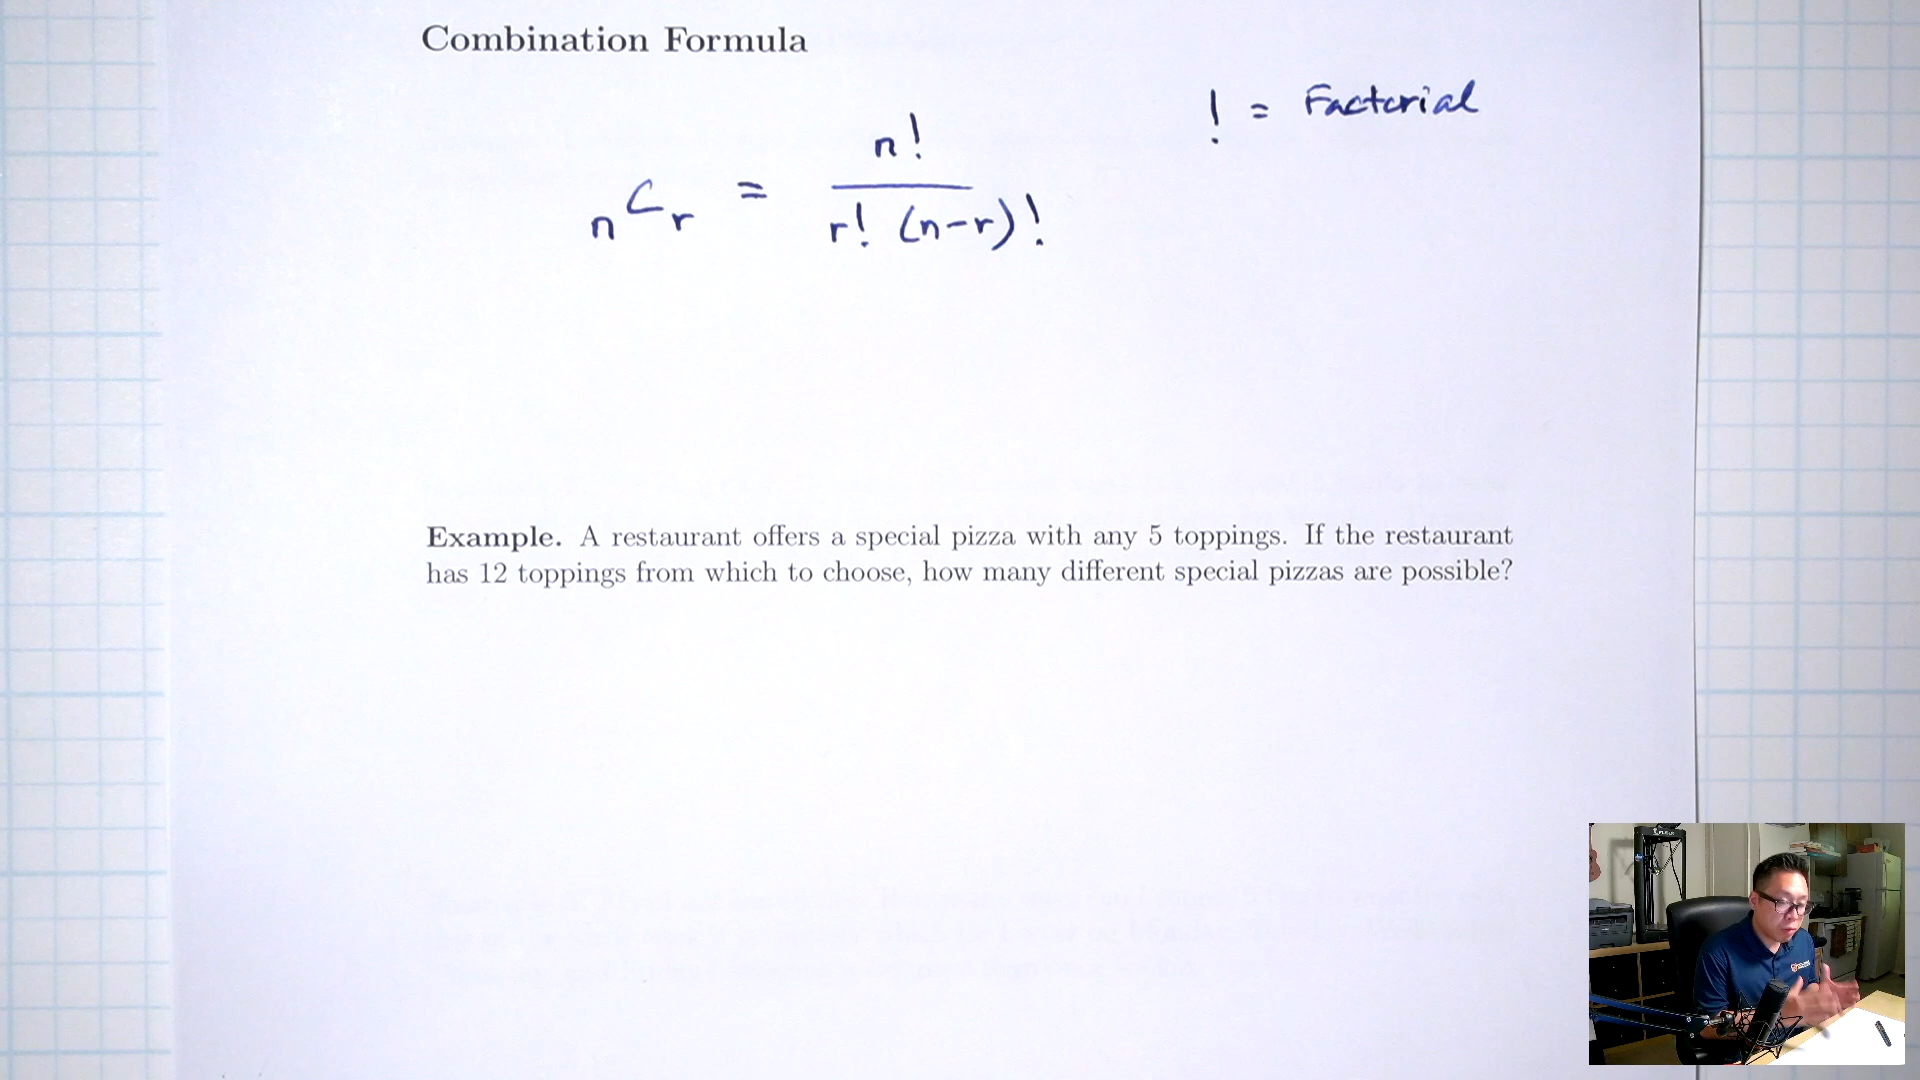 Combination Formula
! = Factorial
nCr = n! / r! (n-r)!
Example. A restaurant offers a special pizza with any 5 toppings. If the restaurant
has 12 toppings from which to choose, how many different special pizzas are possible?